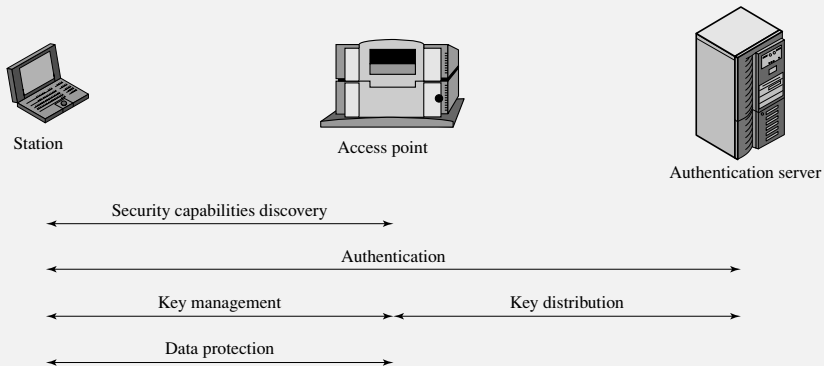 Station
Access point
Authentication server
Security capabilities discovery
Authentication
Key management
Key distribution
Data protection